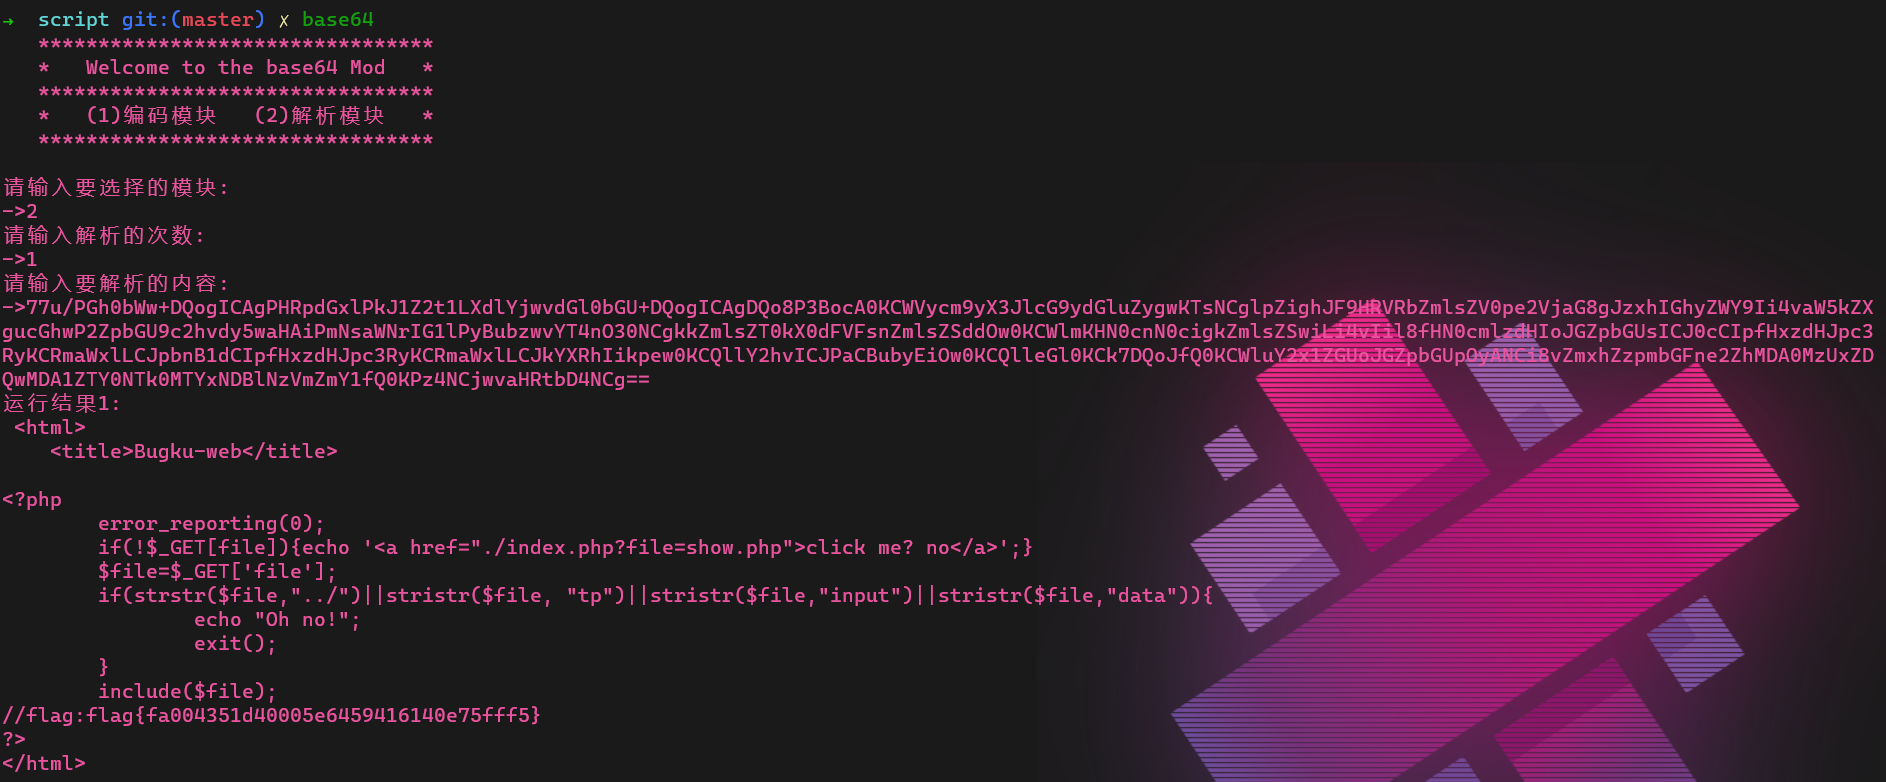 →  script git:(master) ✗ base64
   *********************************
   *   Welcome to the base64 Mod   *
   *********************************
   *   (1)编码模块   (2)解析模块   *
   *********************************
请输入要选择的模块:
->2
请输入解析的次数:
->1
请输入要解析的内容:
->77u/PGh0bWw+DQogICAgPHRpdGxlPkJ1Z2t1LXdlYjwvdGl0bGU+DQogICAgDQo8P3BocA0KCWVycm9yX3JlcG9ydGluZygwKTsNCglpZighJF9HRVRbZmlsZV0pe2VjaG8gJzxhIGhyZWY9Ii4vaW5kZX
gucGhwP2ZpbGU9c2hvdy5waHAiPmNsaWNrIG1lPyBubzwvYT4nO30NCgkkZmlsZT0kX0dFVFsnZmlsZSddOw0KCWlmKHN0cnN0cigkZmlsZSwiLi4vIil8fHN0cmlzdHIoJGZpbGUsICJ0cCIpfHxzdHJpc3
RyKCRmaWxlLCJpbnB1dCIpfHxzdHJpc3RyKCRmaWxlLCJkYXRhIikpew0KCQllY2hvICJPaCBubyEiOw0KCQlleGl0KCk7DQoJfQ0KCWluY2x1ZGUoJGZpbGUpOyANCi8vZmxhZzpmbGFne2ZhMDA0MzUxZD
QwMDA1ZTY0NTk0MTYxNDBlNzVmZmY1fQ0KPz4NCjwvaHRtbD4NCg==
运行结果1:
 <html>
    <title>Bugku-web</title>
<?php
        error_reporting(0);
        if(!$_GET[file]){echo '<a href="./index.php?file=show.php">click me? no</a>';}
        $file=$_GET['file'];
        if(strstr($file,"../")||stristr($file, "tp")||stristr($file,"input")||stristr($file,"data")){
                echo "Oh no!";
                exit();
        }
        include($file);
//flag:flag{fa004351d40005e6459416140e75fff5}
?>
</html>